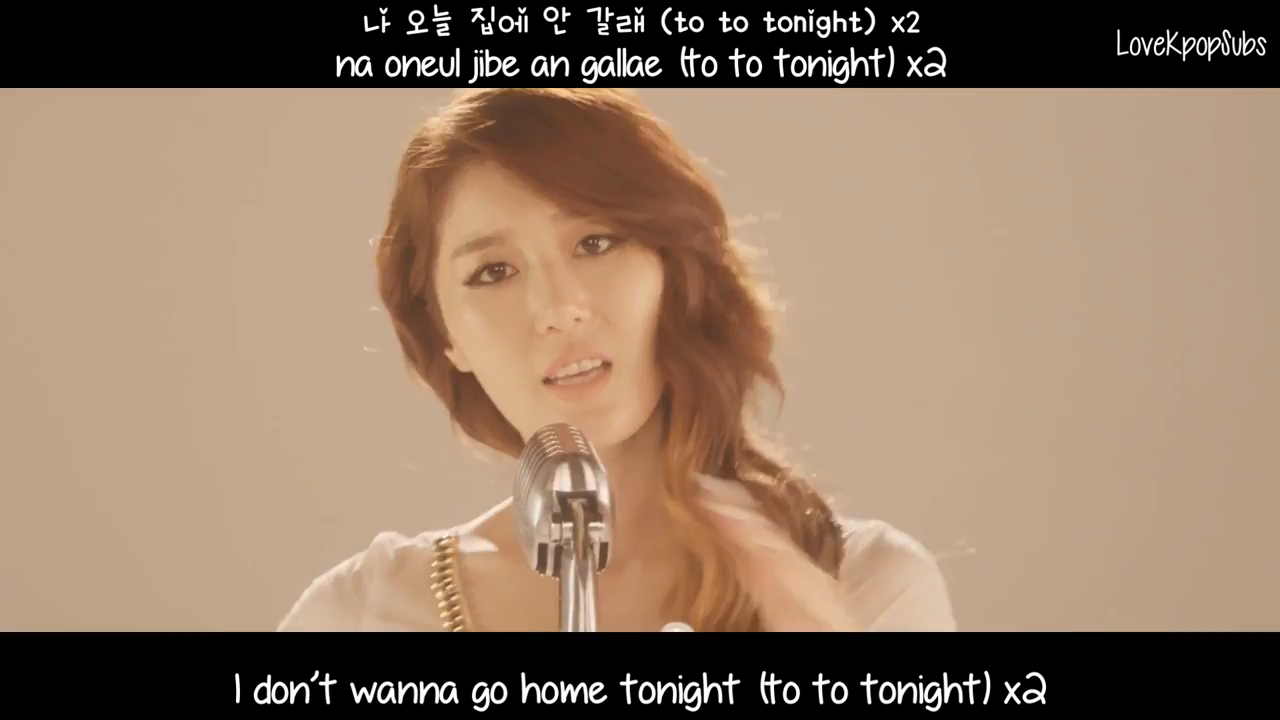 나 오늘 집에 안 갈래 (to to tonight) x2
na oneul jibe an gallae (to to tonight) x2
LoveKpopSubs
I don't wanna go home tonight (to to tonight) x2